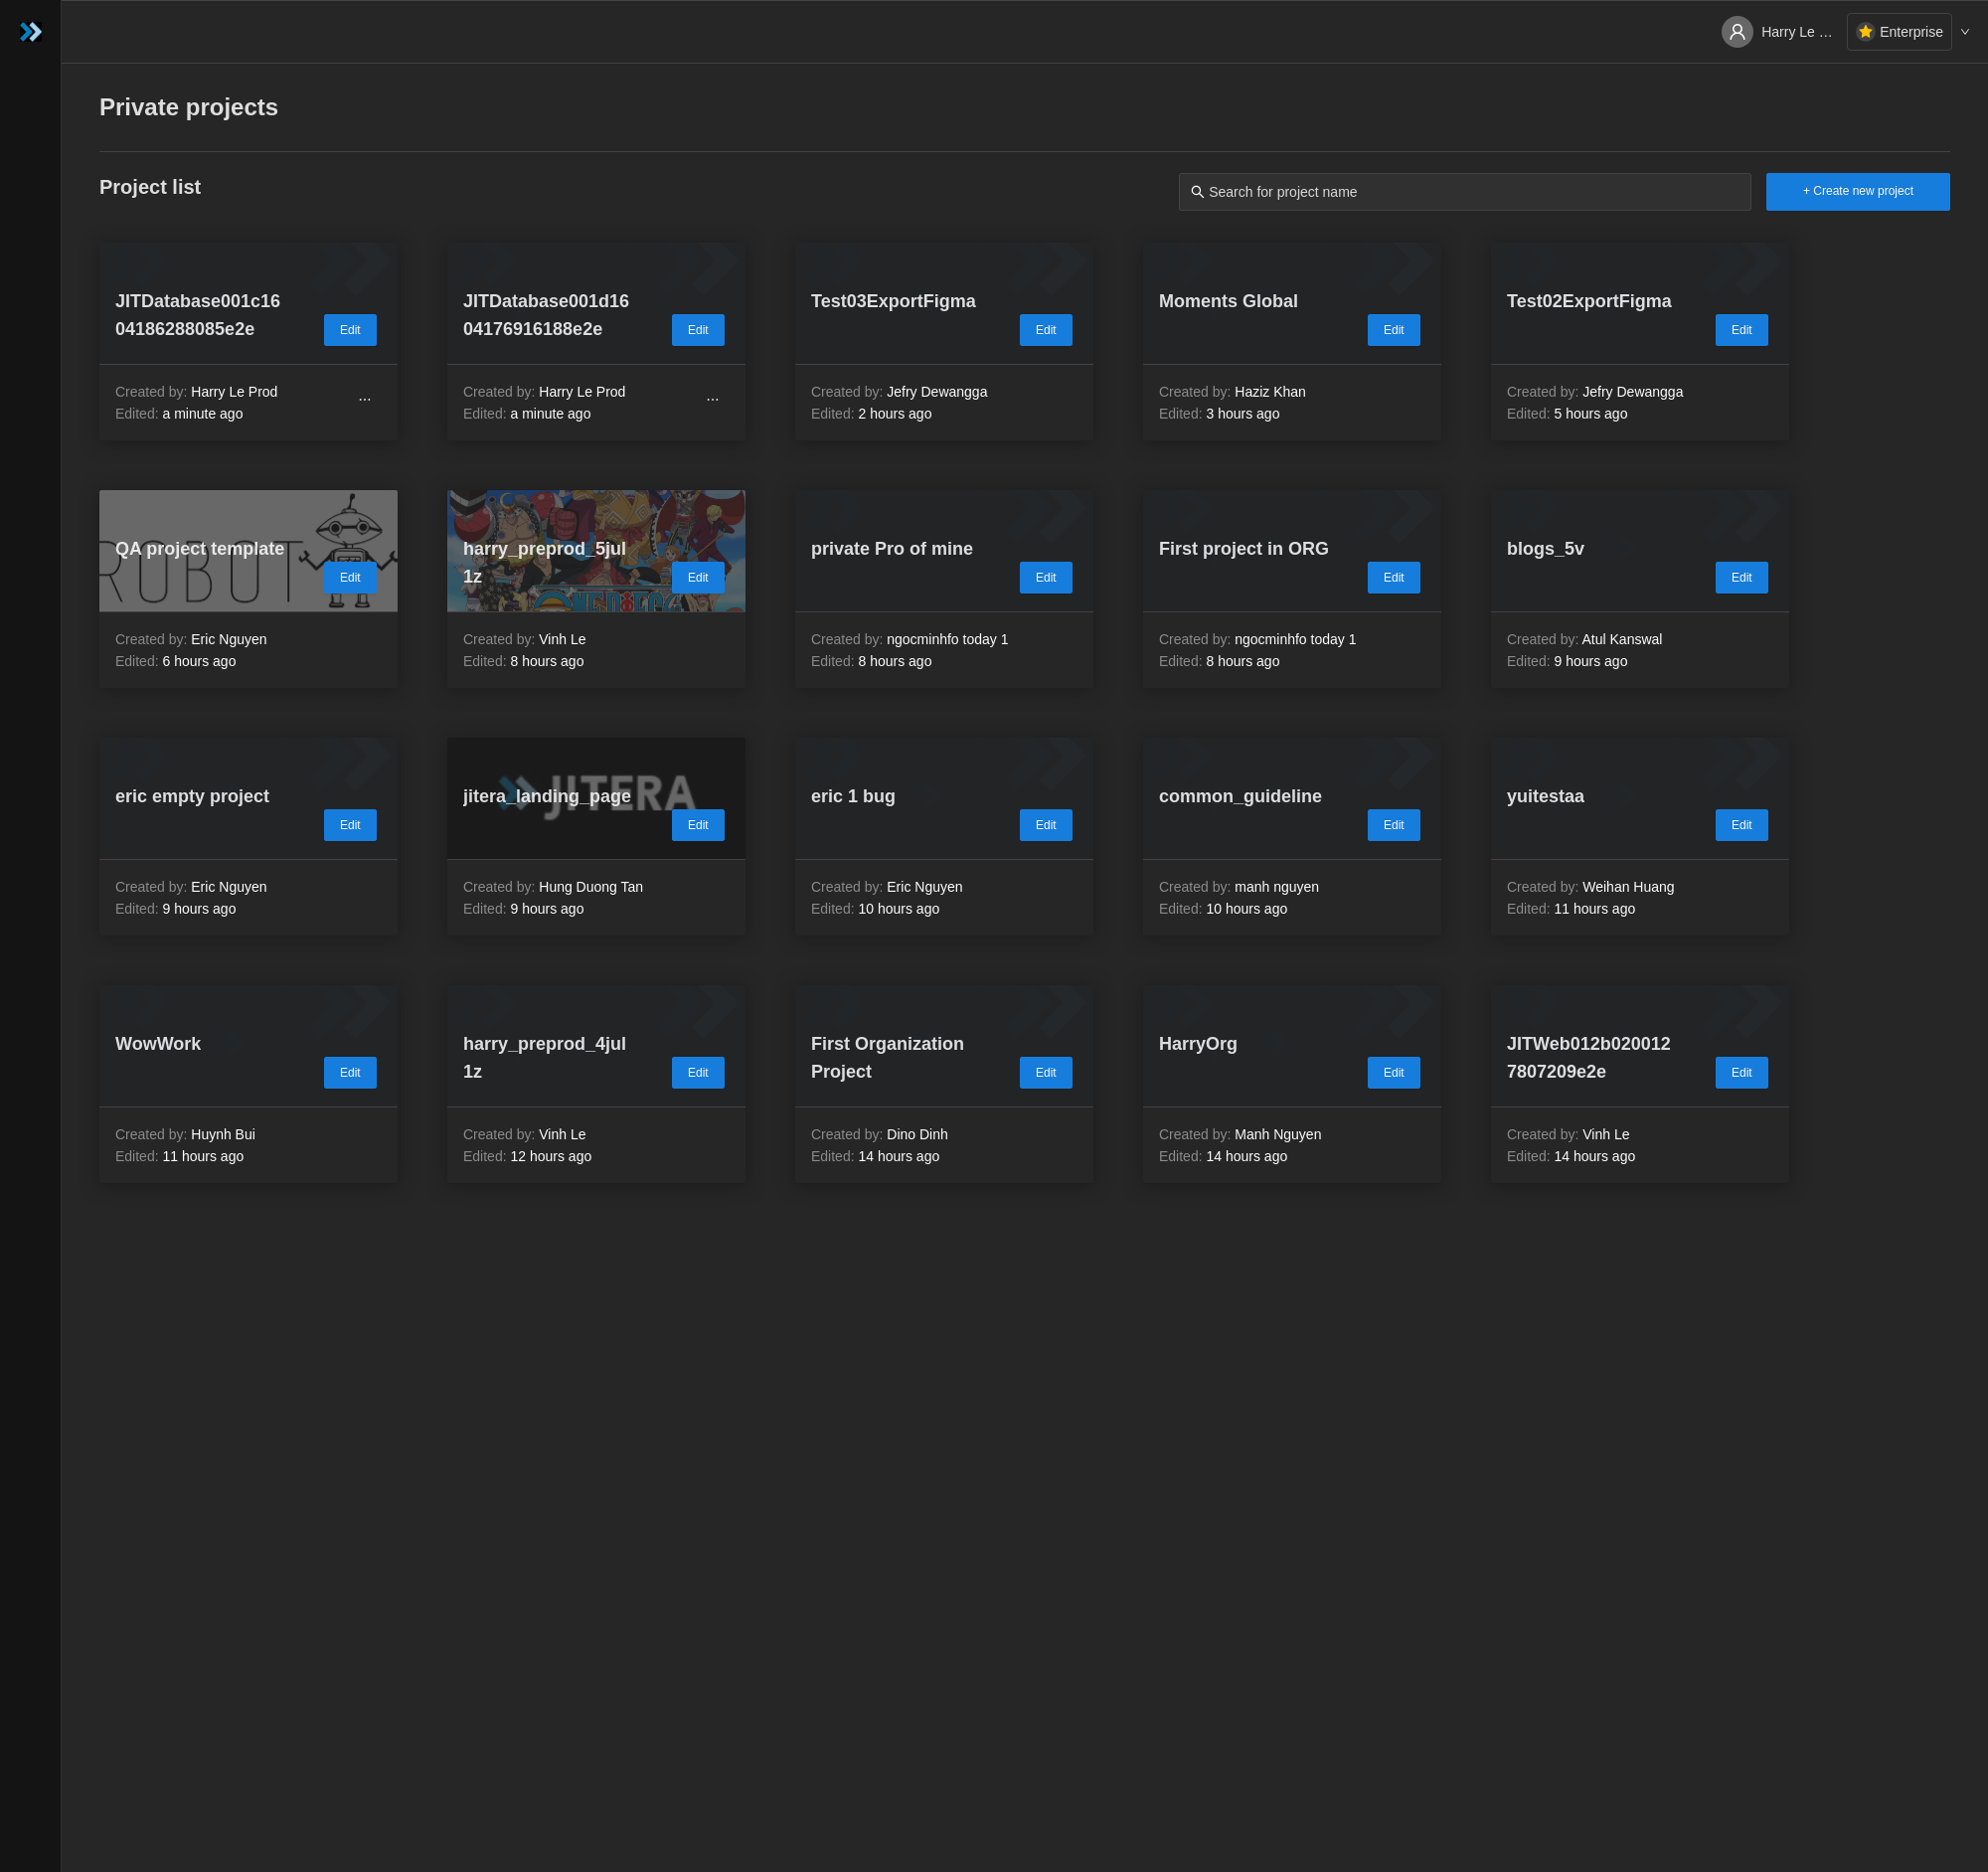 Harry Le …
Enterprise
Private projects
Project list
Search for project name
+ Create new project
JITDatabase001c16
04186288085e2e
Edit
Created by: Harry Le Prod
...
Edited: a minute ago
JITDatabase001d16
04176916188e2e
Edit
Created by: Harry Le Prod
...
Edited: a minute ago
Test03ExportFigma
Edit
Created by: Jefry Dewangga
Edited: 2 hours ago
Moments Global
Edit
Created by: Haziz Khan
Edited: 3 hours ago
Test02ExportFigma
Edit
Created by: Jefry Dewangga
Edited: 5 hours ago
QA project template
ROBOT
Edit
Created by: Eric Nguyen
Edited: 6 hours ago
harry_preprod_5jul
1z
Edit
ONE PIECE
Created by: Vinh Le
Edited: 8 hours ago
private Pro of mine
Edit
Created by: ngocminhfo today 1
Edited: 8 hours ago
First project in ORG
Edit
Created by: ngocminhfo today 1
Edited: 8 hours ago
blogs_5v
Edit
Created by: Atul Kanswal
Edited: 9 hours ago
eric empty project
Edit
Created by: Eric Nguyen
Edited: 9 hours ago
jitera_landing_page
JITERA
Edit
Created by: Hung Duong Tan
Edited: 9 hours ago
eric 1 bug
Edit
Created by: Eric Nguyen
Edited: 10 hours ago
common_guideline
Edit
Created by: manh nguyen
Edited: 10 hours ago
yuitestaa
Edit
Created by: Weihan Huang
Edited: 11 hours ago
WowWork
Edit
Created by: Huynh Bui
Edited: 11 hours ago
harry_preprod_4jul
1z
Edit
Created by: Vinh Le
Edited: 12 hours ago
First Organization
Project
Edit
Created by: Dino Dinh
Edited: 14 hours ago
HarryOrg
Edit
Created by: Manh Nguyen
Edited: 14 hours ago
JITWeb012b020012
7807209e2e
Edit
Created by: Vinh Le
Edited: 14 hours ago